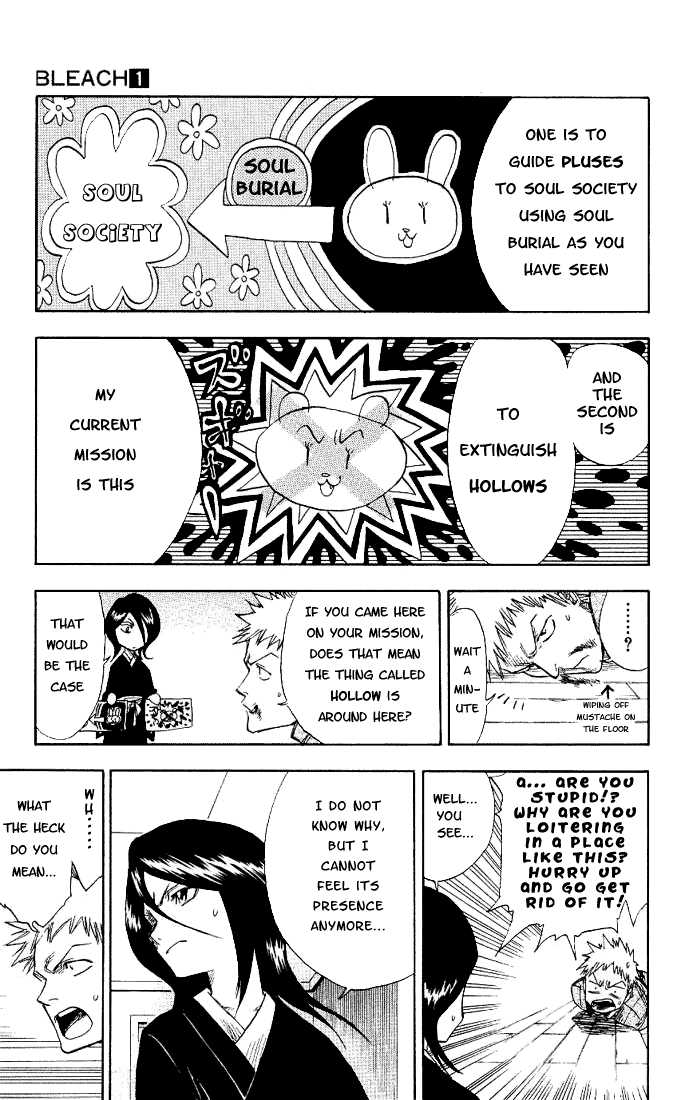 BLEACH 1
ONE IS TO
GUIDE PLUSES
TO SOUL SOCIETY
USING SOUL
BURIAL AS YOU
HAVE SEEN
SOUL
BURIAL
SOUL
SOCIETY
AND
THE
SECOND
IS
TO
EXTINGUISH
HOLLOWS
MY
CURRENT
MISSION
IS THIS
......?
WAIT
A
MIN-
UTE
WIPING OFF
MUSTACHE ON
THE FLOOR
IF YOU CAME HERE
ON YOUR MISSION,
DOES THAT MEAN
THE THING CALLED
HOLLOW IS
AROUND HERE?
THAT
WOULD
BE THE
CASE
A... ARE YOU
STUPID!?
WHY ARE YOU
LOITERING
IN A PLACE
LIKE THIS?
HURRY UP
AND GO GET
RID OF IT!
WELL...
YOU
SEE...
I DO NOT
KNOW WHY,
BUT I
CANNOT
FEEL ITS
PRESENCE
ANYMORE...
WH.....
WHAT
THE HECK
DO YOU
MEAN...